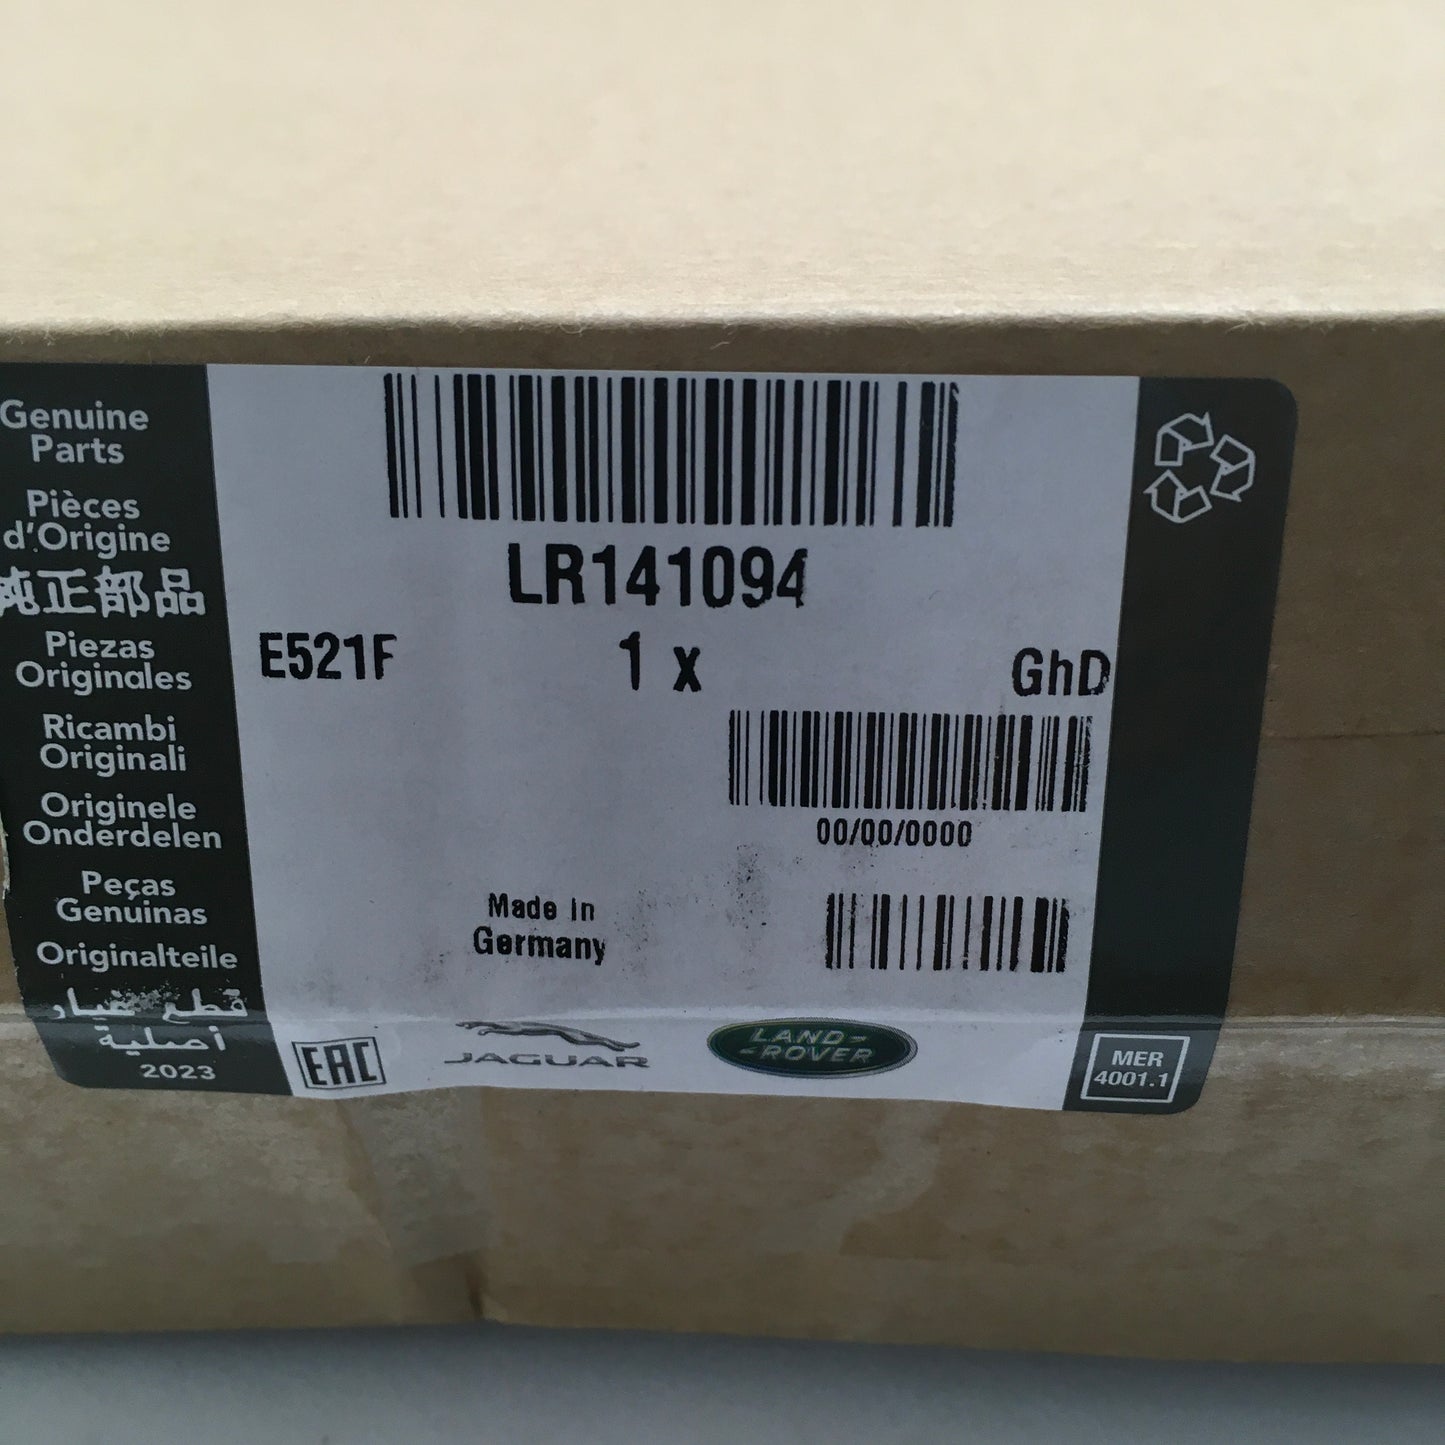 Genuine
Parts
Pièces
d'Origine
純正部品
Piezas
Originales
Ricambi
Originali
Originele
Onderdelen
Peças
Genuinas
Originalteile
قطع غيار
أصلية
2023
LR141094
E521F 1 x GhD
00/00/0000
Made in
Germany
EAC
JAGUAR
LAND-
-ROVER
MER
4001.1